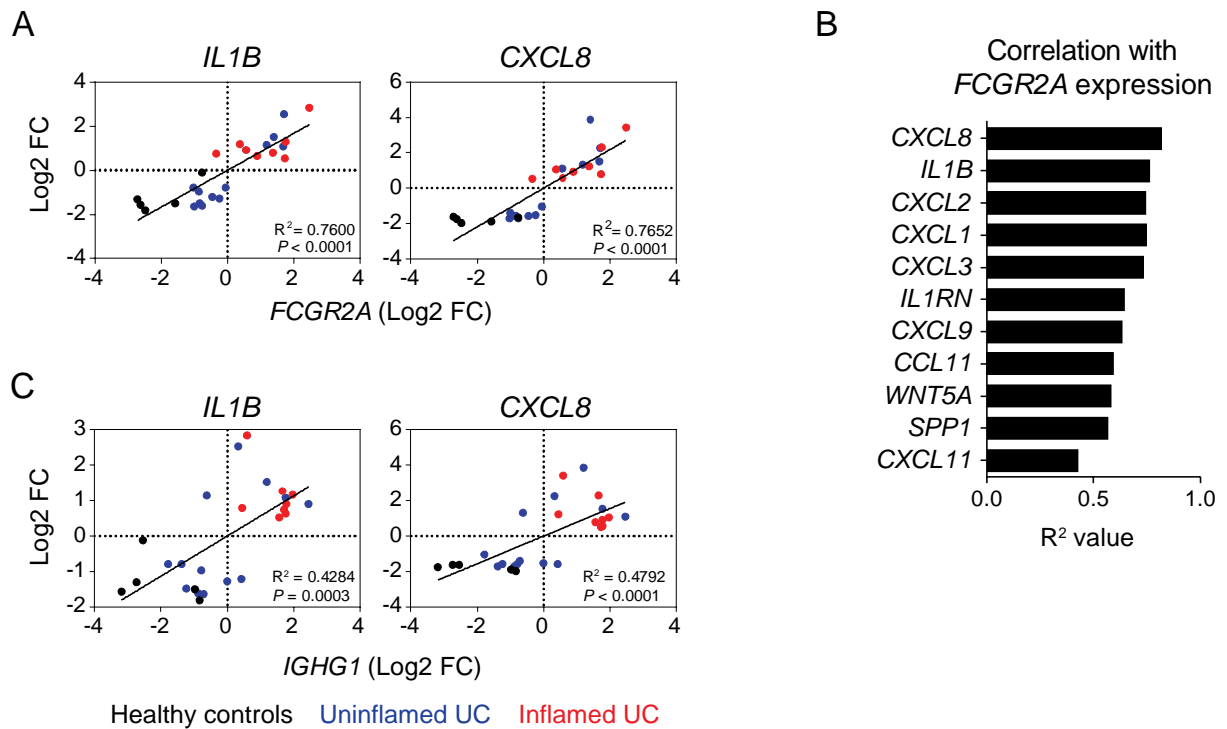 A
IL1B
CXCL8
Log2 FC
4
2
0
-2
-4
6
4
2
0
-2
-4
R²= 0.7600
P < 0.0001
R²= 0.7652
P < 0.0001
-4 -2 0 2 4
-4 -2 0 2 4
FCGR2A (Log2 FC)
B
Correlation with
FCGR2A expression
CXCL8
IL1B
CXCL2
CXCL1
CXCL3
IL1RN
CXCL9
CCL11
WNT5A
SPP1
CXCL11
0.0 0.5 1.0
R² value
C
IL1B
CXCL8
Log2 FC
3
2
1
0
-1
-2
6
4
2
0
-2
-4
R² = 0.4284
P = 0.0003
R² = 0.4792
P < 0.0001
-4 -2 0 2 4
-4 -2 0 2 4
IGHG1 (Log2 FC)
Healthy controls Uninflamed UC Inflamed UC